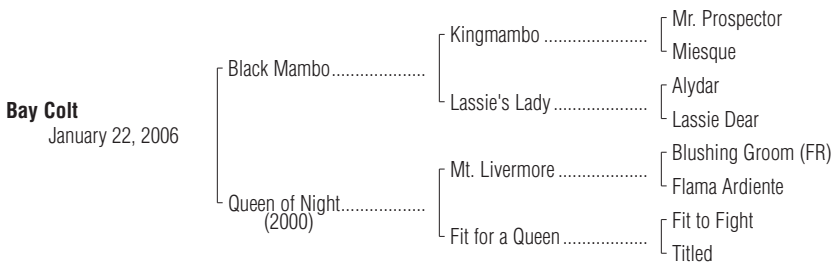 Mr. Prospector
Kingmambo ......................
Miesque
Black Mambo....................
Alydar
Lassie's Lady ....................
Lassie Dear
Bay Colt
January 22, 2006
Blushing Groom (FR)
Mt. Livermore ...................
Flama Ardiente
Queen of Night..................
(2000)
Fit to Fight
Fit for a Queen ..................
Titled